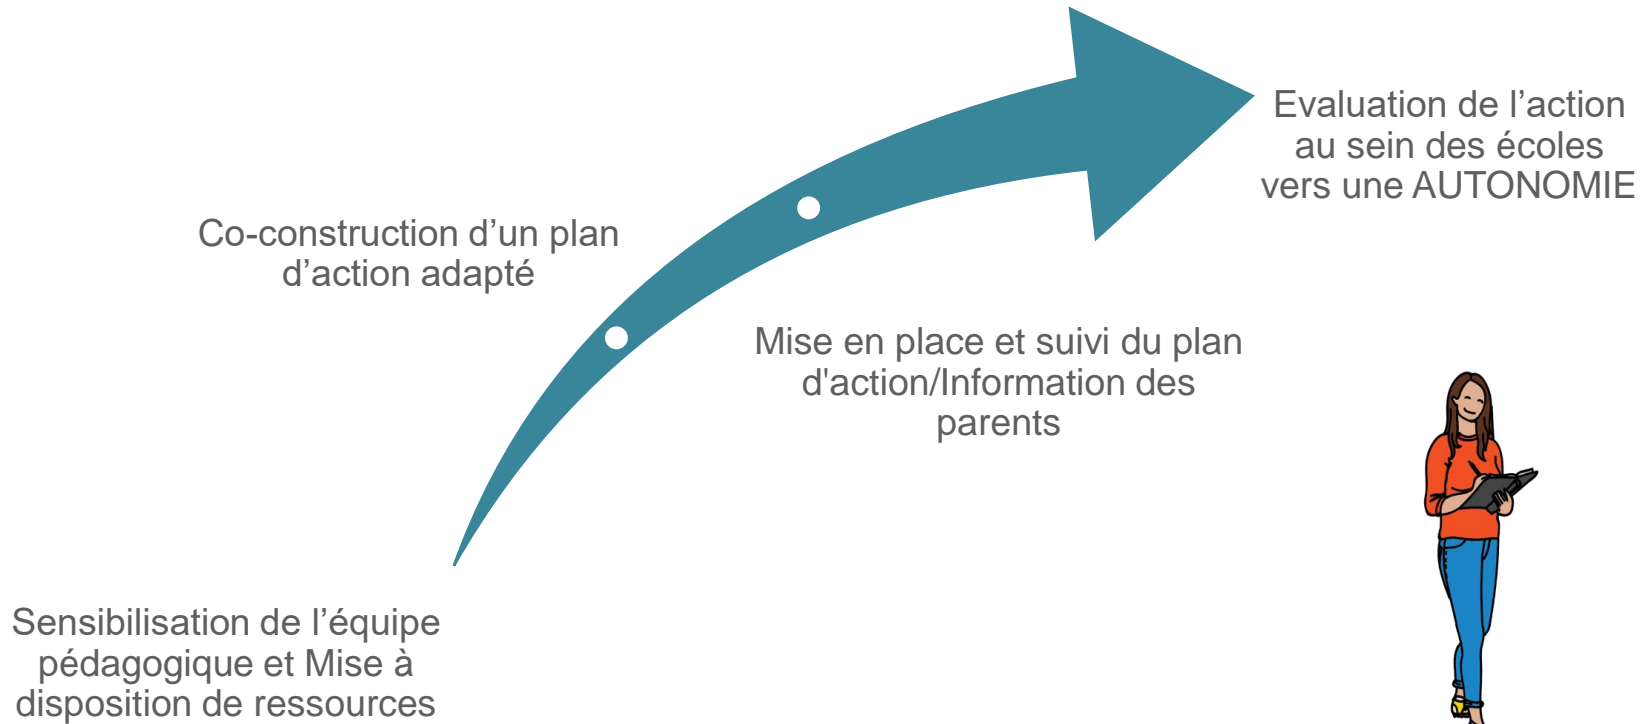 Evaluation de l’action
au sein des écoles
vers une AUTONOMIE
Co-construction d’un plan
d’action adapté
Mise en place et suivi du plan
d'action/Information des
parents
Sensibilisation de l’équipe
pédagogique et Mise à
disposition de ressources